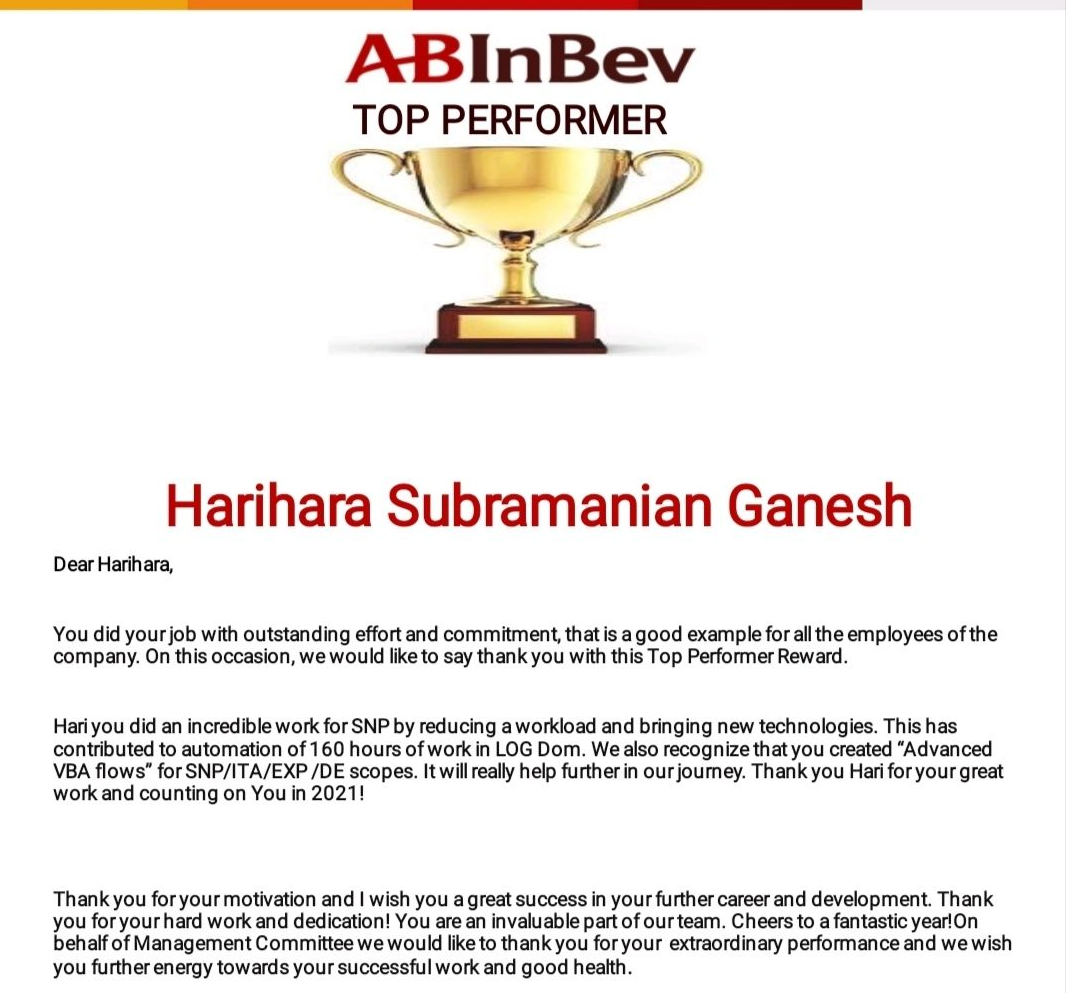 ABInBev
TOP PERFORMER
Harihara Subramanian Ganesh
Dear Harihara,
You did your job with outstanding effort and commitment, that is a good example for all the employees of the
company. On this occasion, we would like to say thank you with this Top Performer Reward.
Hari you did an incredible work for SNP by reducing a workload and bringing new technologies. This has
contributed to automation of 160 hours of work in LOG Dom. We also recognize that you created “Advanced
VBA flows” for SNP/ITA/EXP /DE scopes. It will really help further in our journey. Thank you Hari for your great
work and counting on You in 2021!
Thank you for your motivation and I wish you a great success in your further career and development. Thank
you for your hard work and dedication! You are an invaluable part of our team. Cheers to a fantastic year!On
behalf of Management Committee we would like to thank you for your  extraordinary performance and we wish
you further energy towards your successful work and good health.